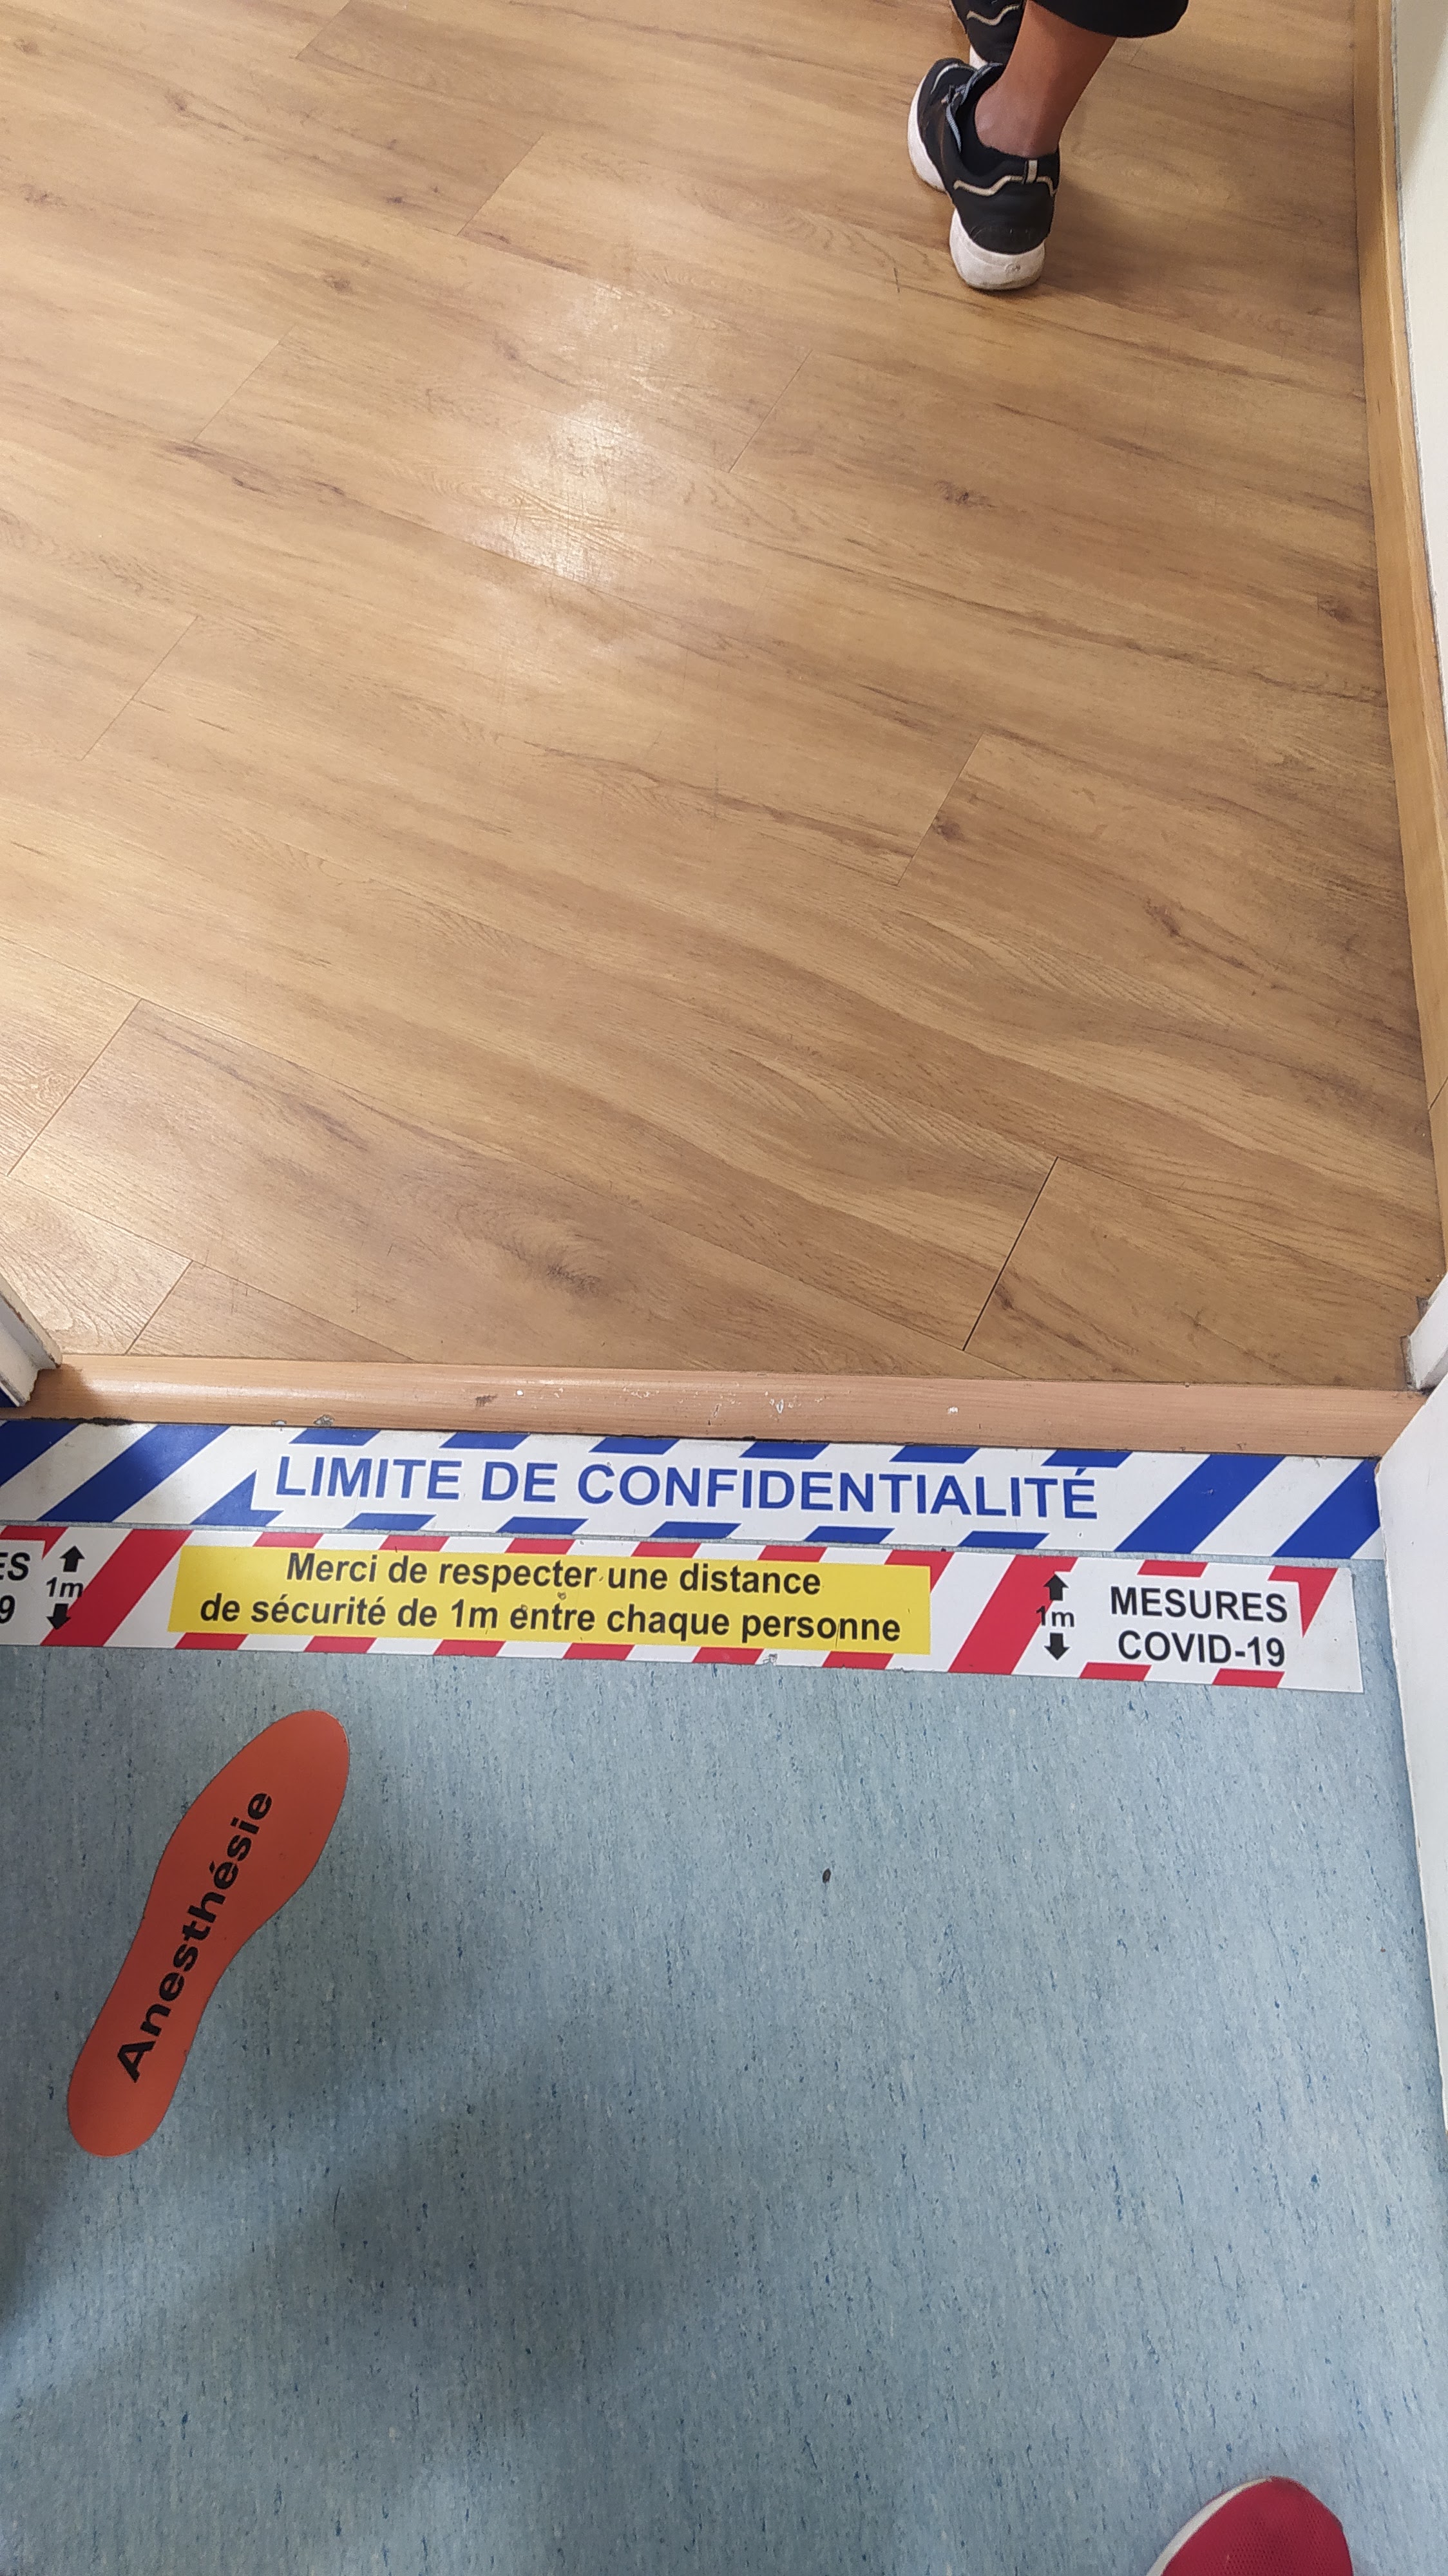 LIMITE DE CONFIDENTIALITÉ
1m
Merci de respecter une distance
de sécurité de 1m entre chaque personne
1m
MESURES
COVID-19
Anesthésie